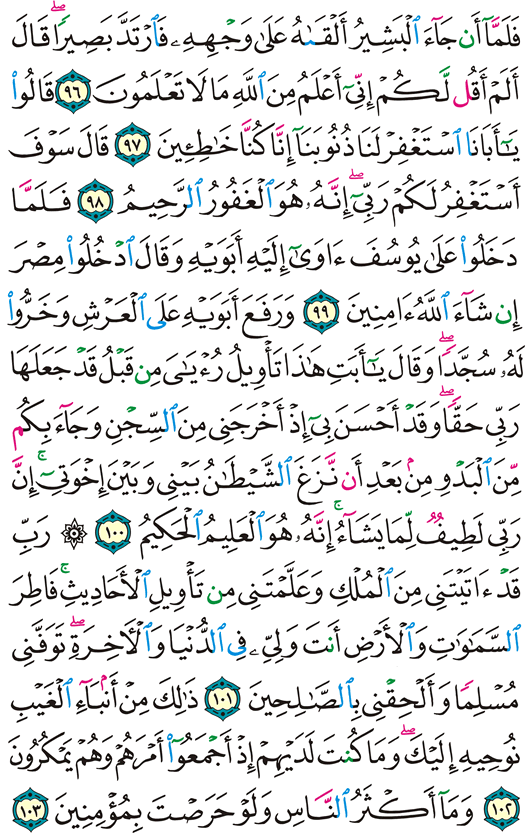 فَلَمَّآ أَن جَآءَ ٱلۡبَشِيرُ أَلۡقَىٰهُ عَلَىٰ وَجۡهِهِۦ فَٱرۡتَدَّ بَصِيرٗاۖ قَالَ
أَلَمۡ أَقُل لَّكُمۡ إِنِّيٓ أَعۡلَمُ مِنَ ٱللَّهِ مَا لَا تَعۡلَمُونَ ٩٦ قَالُواْ
يَٰٓأَبَانَا ٱسۡتَغۡفِرۡ لَنَا ذُنُوبَنَآ إِنَّا كُنَّا خَٰطِـِٔينَ ٩٧ قَالَ سَوۡفَ
أَسۡتَغۡفِرُ لَكُمۡ رَبِّيٓۖ إِنَّهُۥ هُوَ ٱلۡغَفُورُ ٱلرَّحِيمُ ٩٨ فَلَمَّا
دَخَلُواْ عَلَىٰ يُوسُفَ ءَاوَىٰٓ إِلَيۡهِ أَبَوَيۡهِ وَقَالَ ٱدۡخُلُواْ مِصۡرَ
إِن شَآءَ ٱللَّهُ ءَامِنِينَ ٩٩ وَرَفَعَ أَبَوَيۡهِ عَلَى ٱلۡعَرۡشِ وَخَرُّواْ
لَهُۥ سُجَّدٗاۖ وَقَالَ يَٰٓأَبَتِ هَٰذَا تَأۡوِيلُ رُءۡيَٰيَ مِن قَبۡلُ قَدۡ جَعَلَهَا
رَبِّي حَقّٗاۖ وَقَدۡ أَحۡسَنَ بِيٓ إِذۡ أَخۡرَجَنِي مِنَ ٱلسِّجۡنِ وَجَآءَ بِكُم
مِّنَ ٱلۡبَدۡوِ مِنۢ بَعۡدِ أَن نَّزَغَ ٱلشَّيۡطَٰنُ بَيۡنِي وَبَيۡنَ إِخۡوَتِيٓۚ إِنَّ
رَبِّي لَطِيفٞ لِّمَا يَشَآءُۚ إِنَّهُۥ هُوَ ٱلۡعَلِيمُ ٱلۡحَكِيمُ ١٠٠ ۞ رَبِّ
قَدۡ ءَاتَيۡتَنِي مِنَ ٱلۡمُلۡكِ وَعَلَّمۡتَنِي مِن تَأۡوِيلِ ٱلۡأَحَادِيثِۚ فَاطِرَ
ٱلسَّمَٰوَٰتِ وَٱلۡأَرۡضِ أَنتَ وَلِيِّۦ فِي ٱلدُّنۡيَا وَٱلۡأٓخِرَةِۖ تَوَفَّنِي
مُسۡلِمٗا وَأَلۡحِقۡنِي بِٱلصَّٰلِحِينَ ١٠١ ذَٰلِكَ مِنۡ أَنۢبَآءِ ٱلۡغَيۡبِ
نُوحِيهِ إِلَيۡكَۖ وَمَا كُنتَ لَدَيۡهِمۡ إِذۡ أَجۡمَعُوٓاْ أَمۡرَهُمۡ وَهُمۡ يَمۡكُرُونَ
١٠٢ وَمَآ أَكۡثَرُ ٱلنَّاسِ وَلَوۡ حَرَصۡتَ بِمُؤۡمِنِينَ ١٠٣